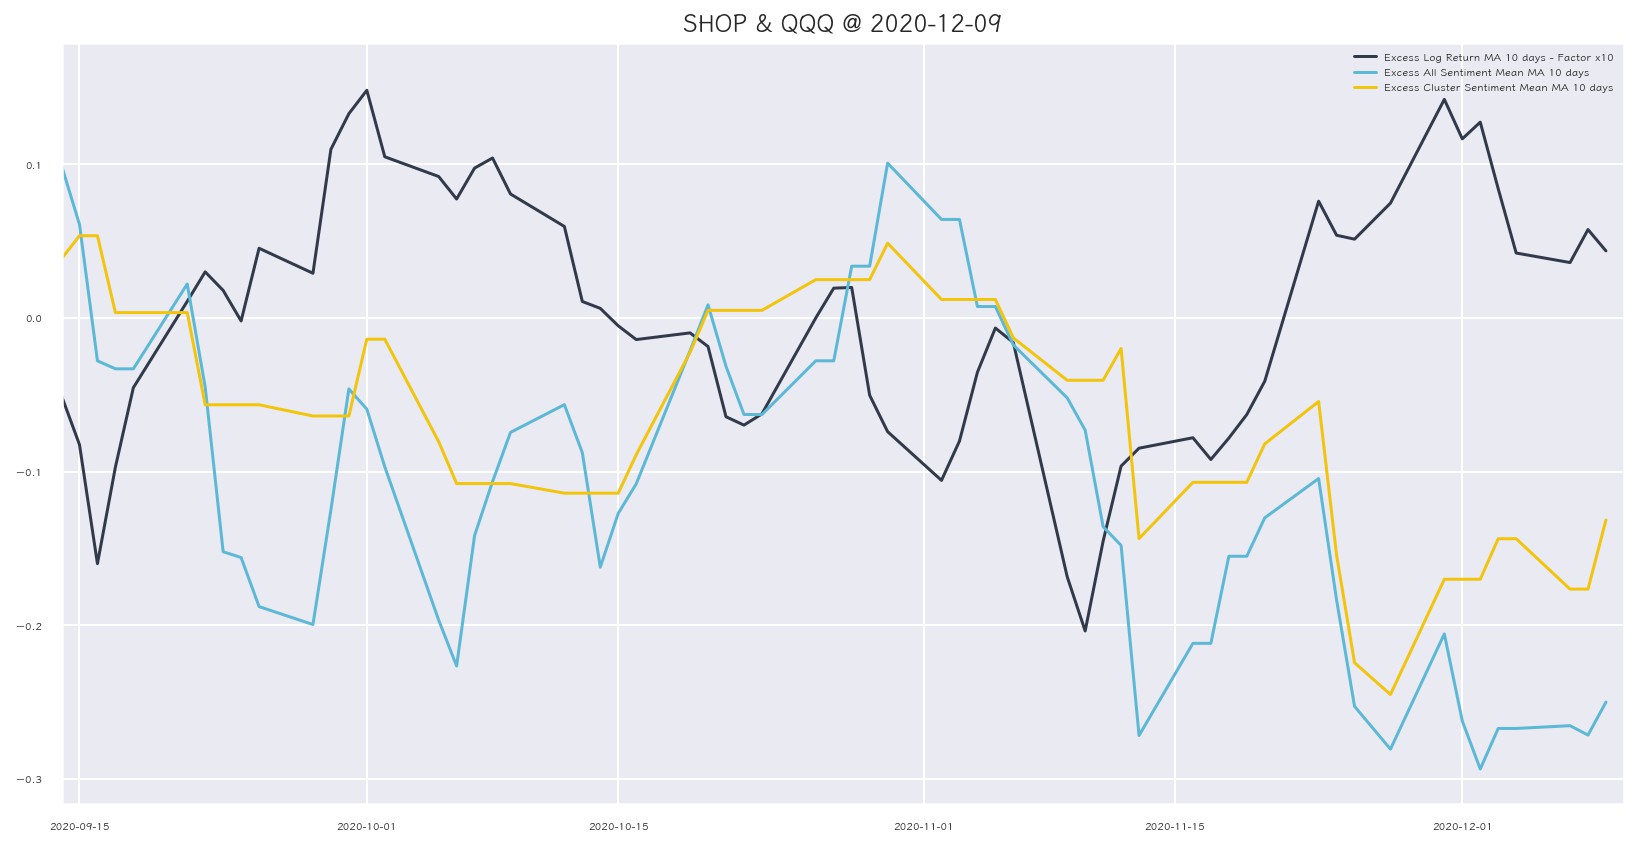 SHOP & QQQ @ 2020-12-09
Excess Log Return MA 10 days - Factor x10
Excess All Sentiment Mean MA 10 days
Excess Cluster Sentiment Mean MA 10 days
0.1
0.0
−0.1
−0.2
−0.3
2020-09-15 2020-10-01 2020-10-15 2020-11-01 2020-11-15 2020-12-01